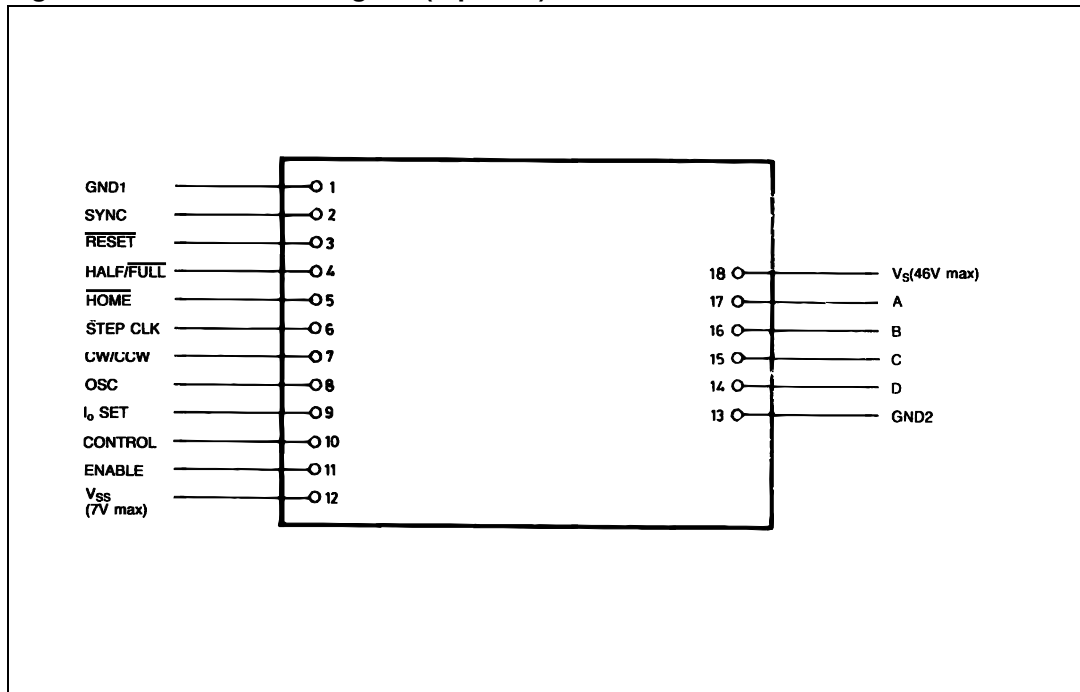 GND1 1
SYNC 2
RESET 3
HALF/FULL 4
HOME 5
STEP CLK 6
CW/CCW 7
OSC 8
Io SET 9
CONTROL 10
ENABLE 11
VSS 12
(7V max)
18 VS(46V max)
17 A
16 B
15 C
14 D
13 GND2